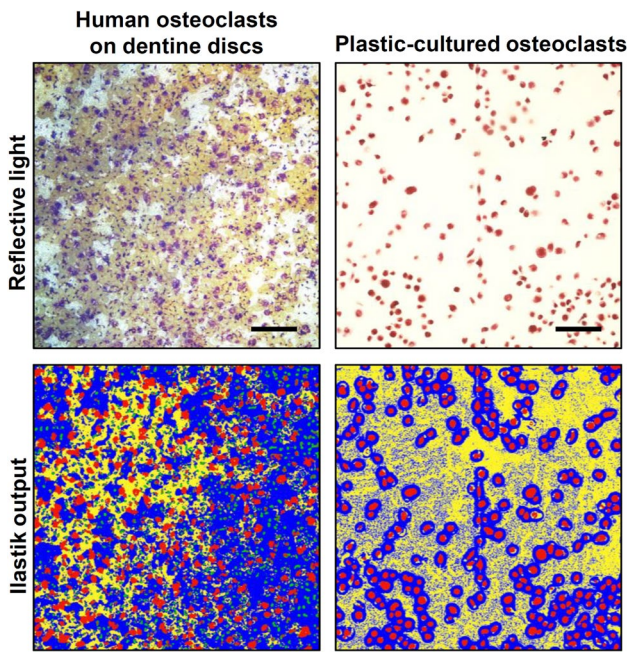 Human osteoclasts
on dentine discs
Plastic-cultured osteoclasts
Reflective light
Ilastik output